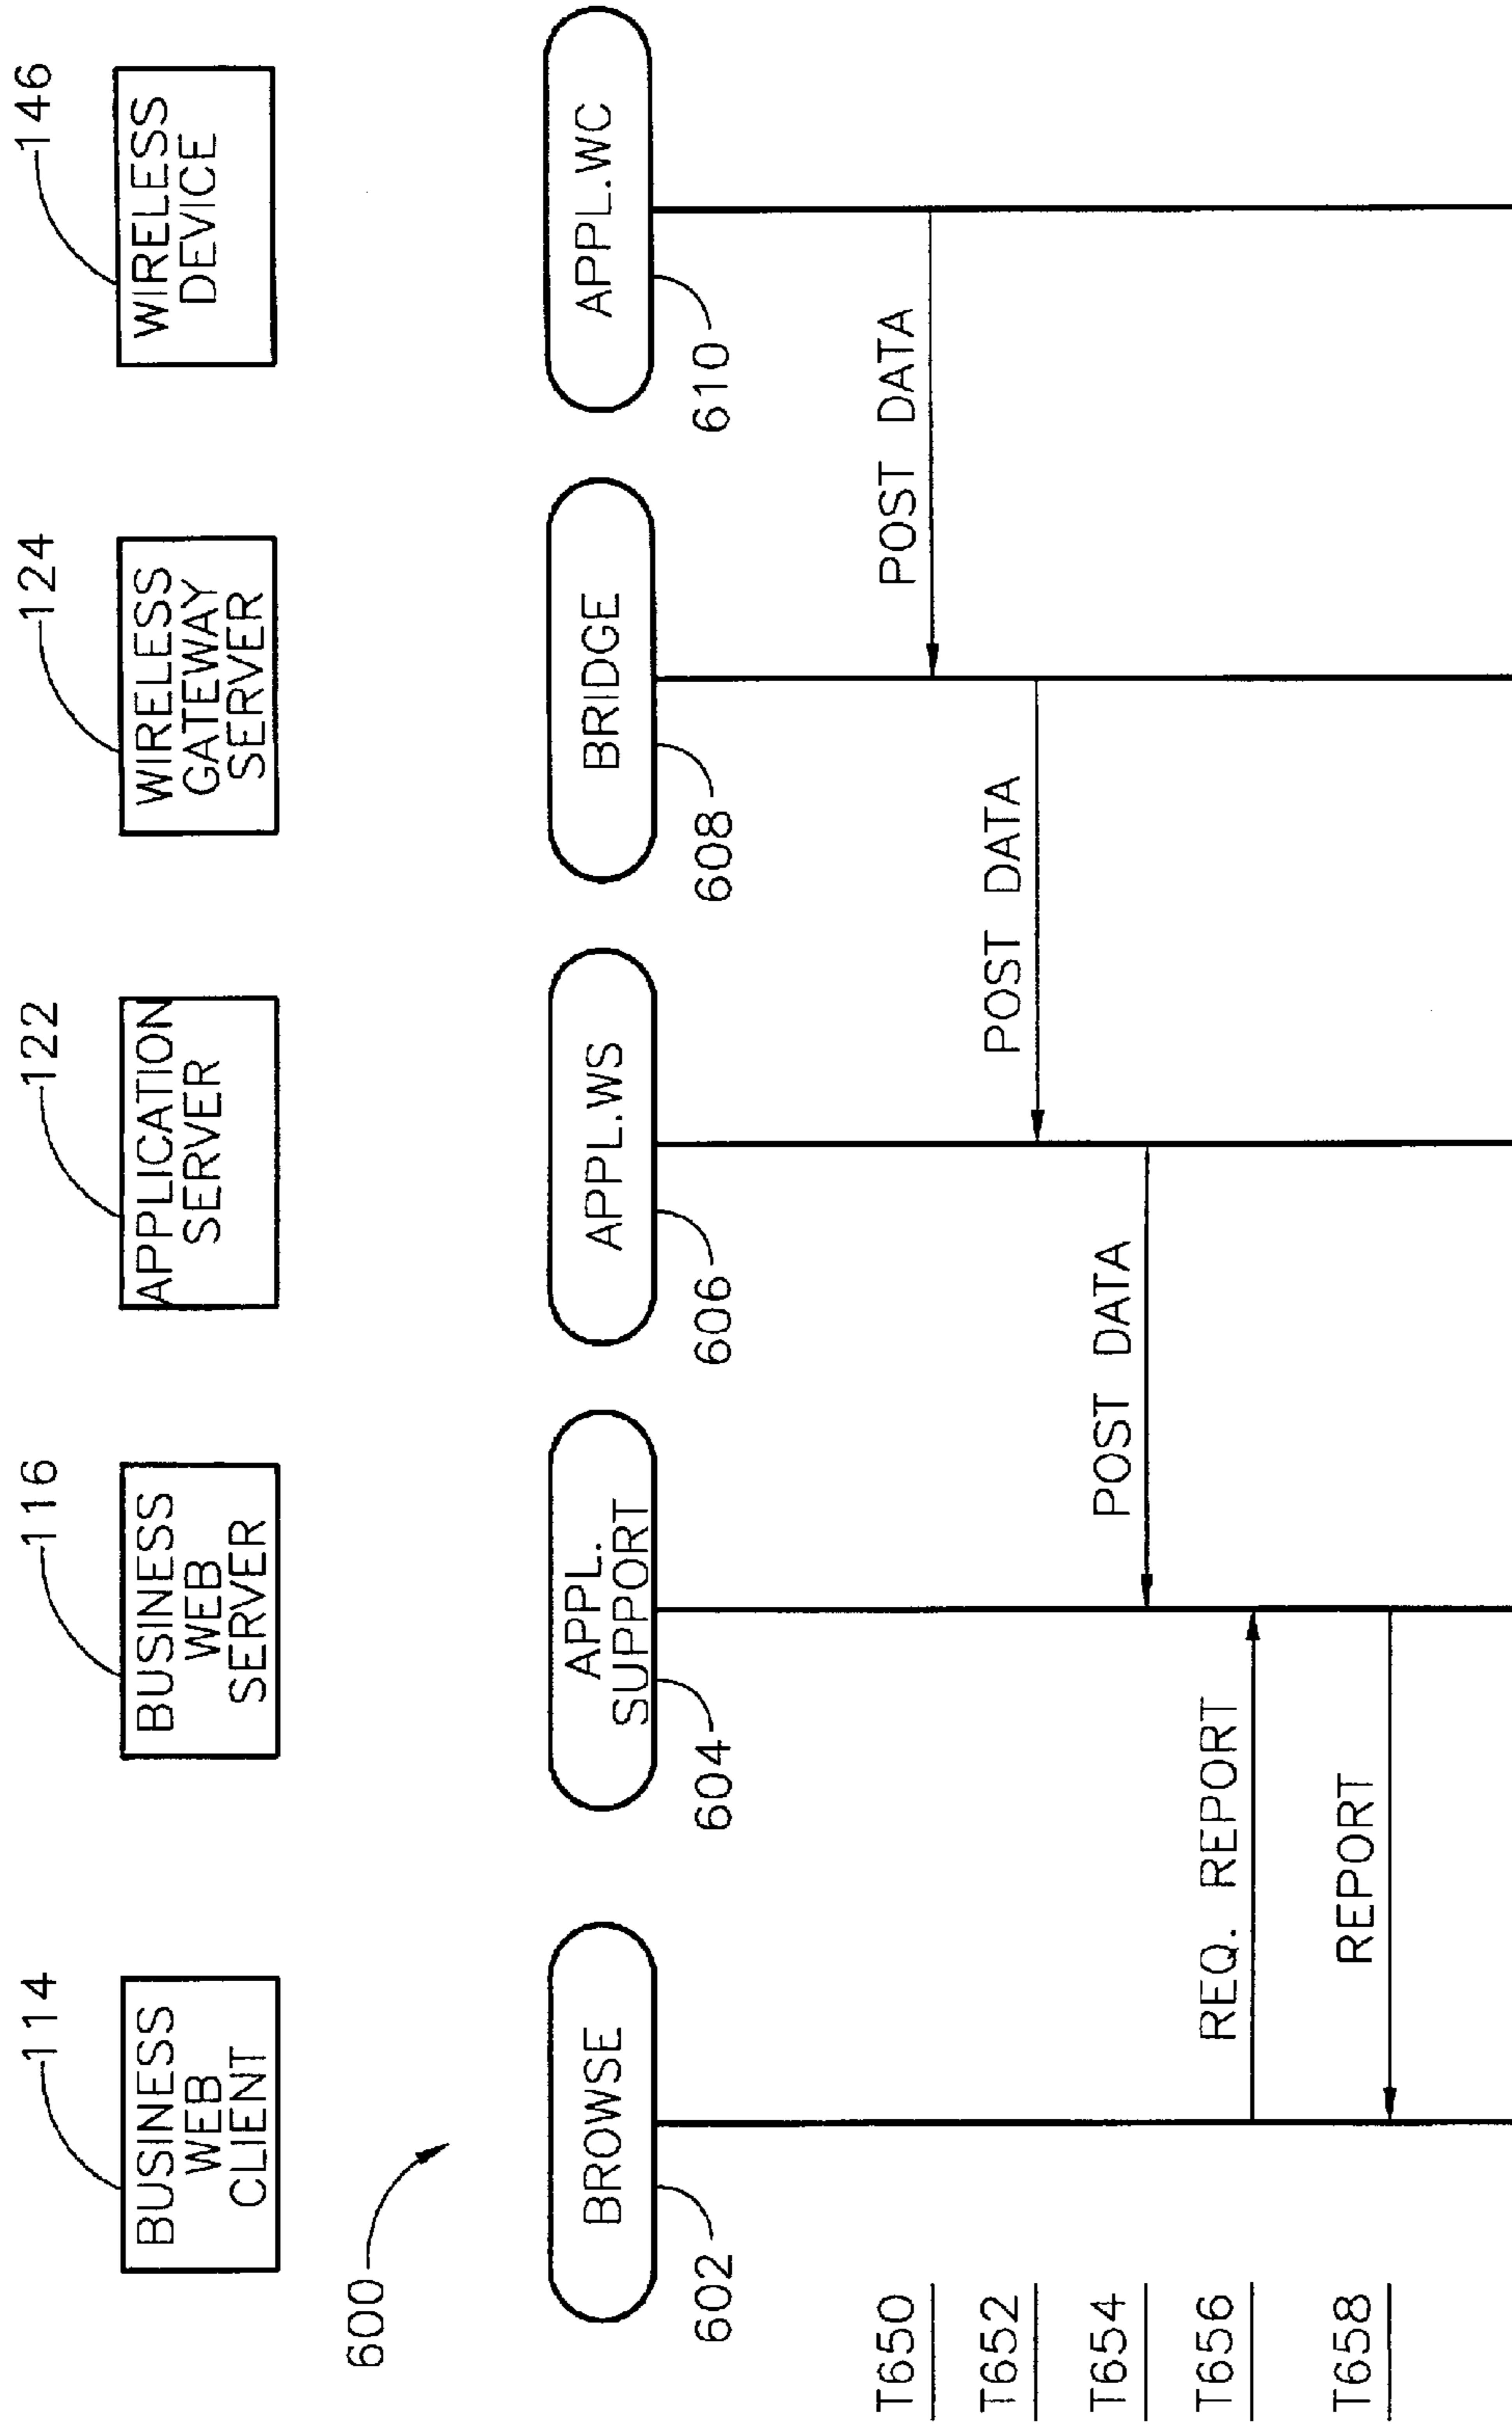 114
BUSINESS
WEB
CLIENT
116
BUSINESS
WEB
SERVER
122
APPLICATION
SERVER
124
WIRELESS
GATEWAY
SERVER
146
WIRELESS
DEVICE
600
BROWSE
602
APPL.
SUPPORT
604
APPL.WS
606
BRIDGE
608
APPL.WC
610
T650
POST DATA
T652
POST DATA
T654
POST DATA
T656
REQ. REPORT
T658
REPORT